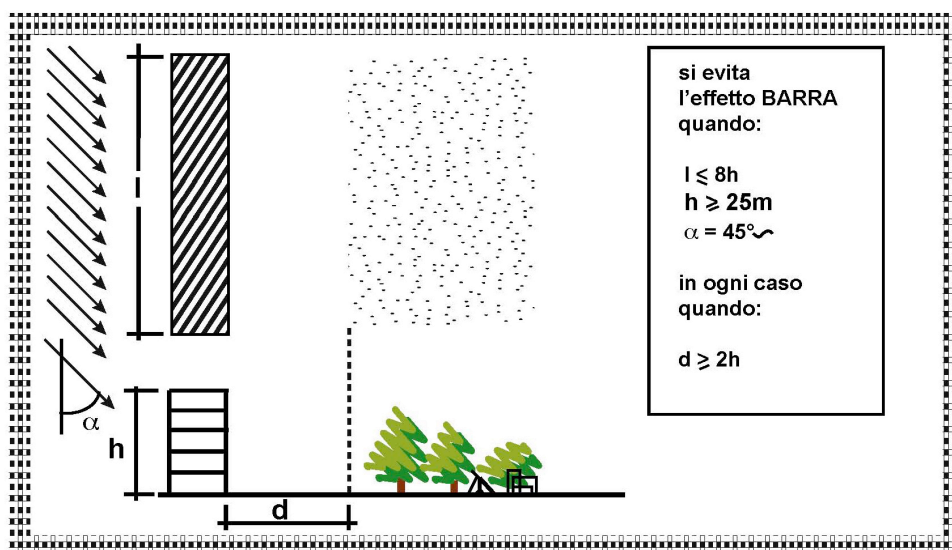 l
α
h
d
si evita
l'effetto BARRA
quando:
l ⩽ 8h
h ⩾ 25m
α = 45°~
in ogni caso
quando:
d ⩾ 2h